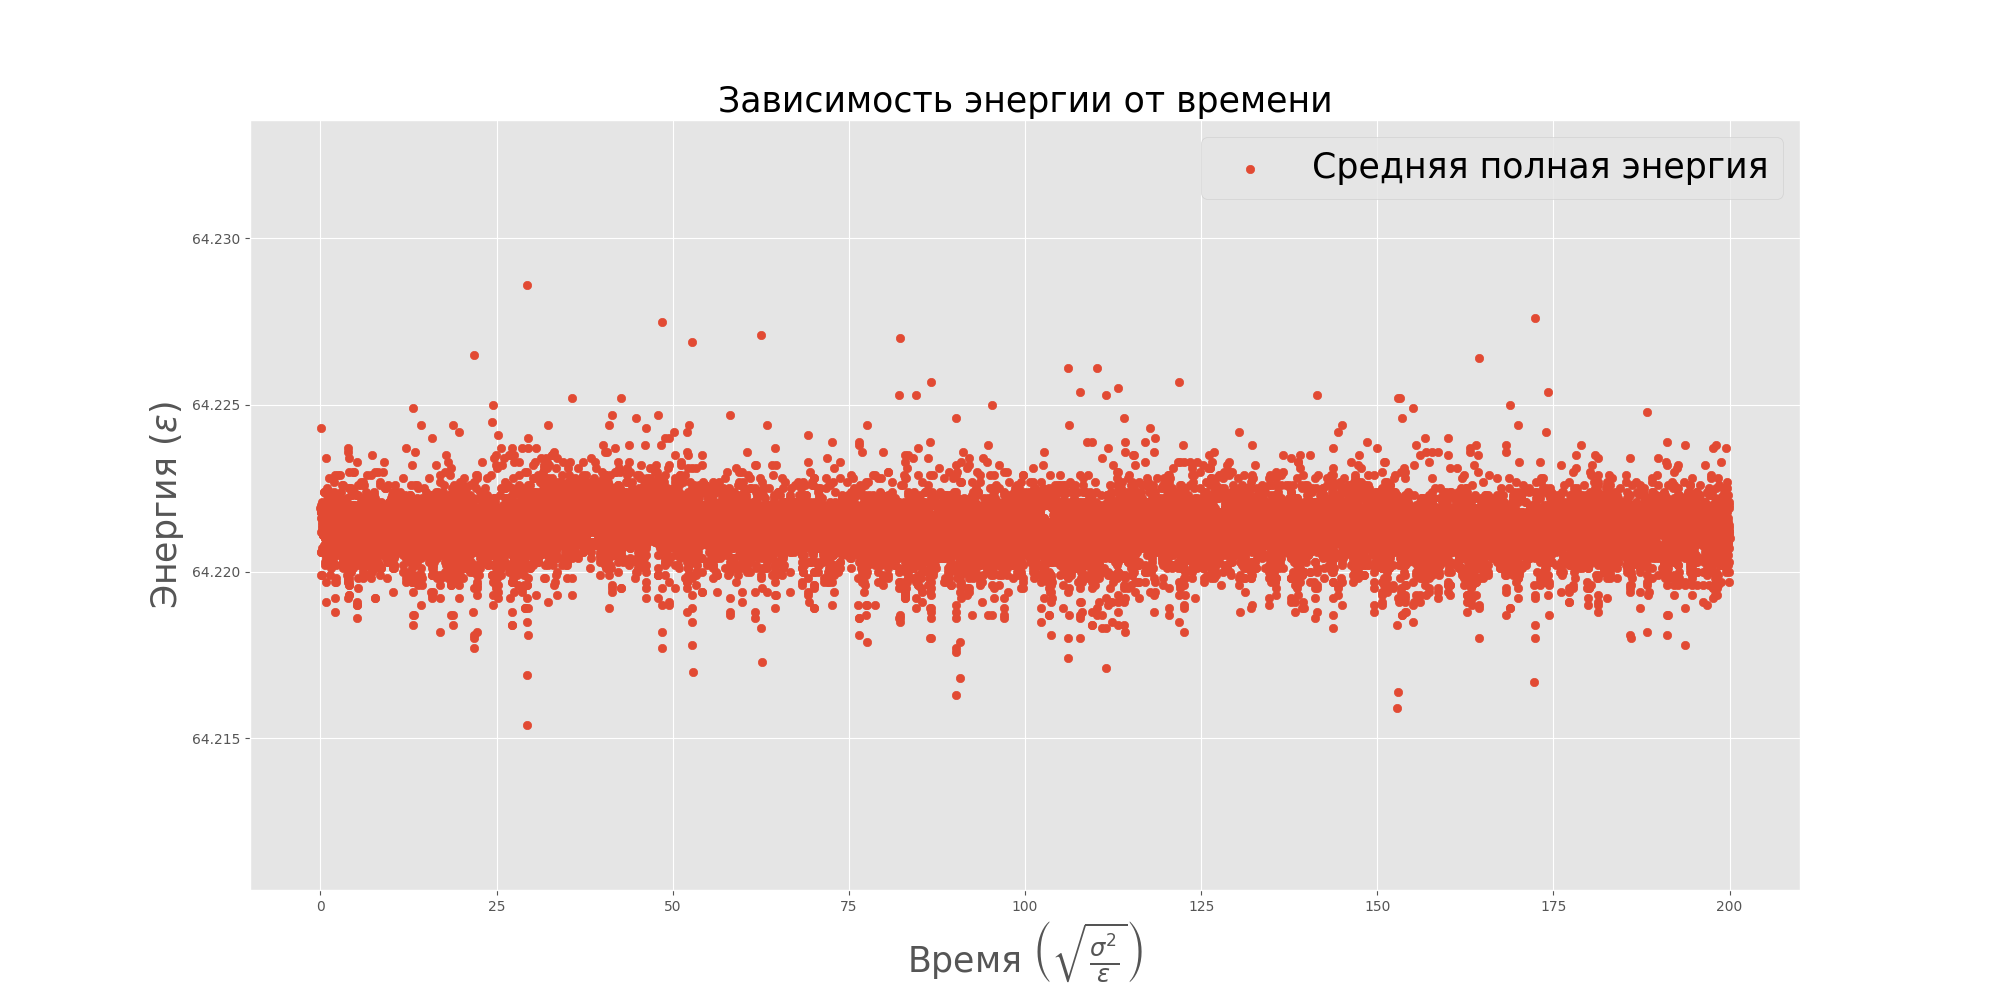 Зависимость энергии от времени
Средняя полная энергия
Энергия (ε)
64.230
64.225
64.220
64.215
0 25 50 75 100 125 150 175 200
Время (√(σ²/ε))